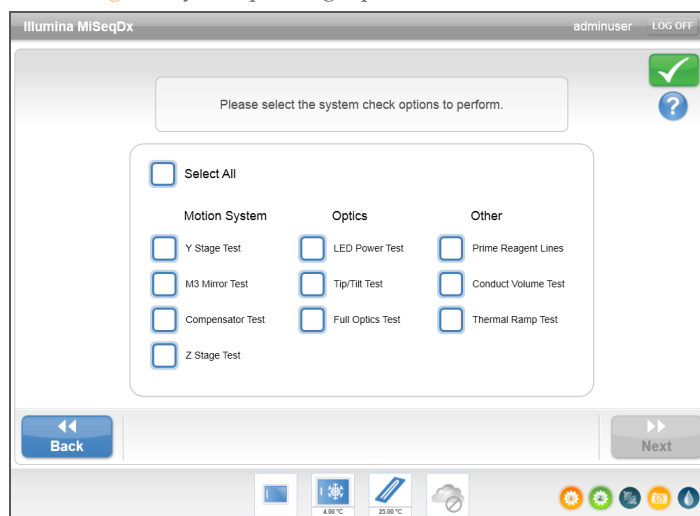 Illumina MiSeqDx
adminuser
LOG OFF
Please select the system check options to perform.
?
Select All
Motion System
Optics
Other
Y Stage Test
LED Power Test
Prime Reagent Lines
M3 Mirror Test
Tip/Tilt Test
Conduct Volume Test
Compensator Test
Full Optics Test
Thermal Ramp Test
Z Stage Test
Back
Next
4.00 °C
25.00 °C